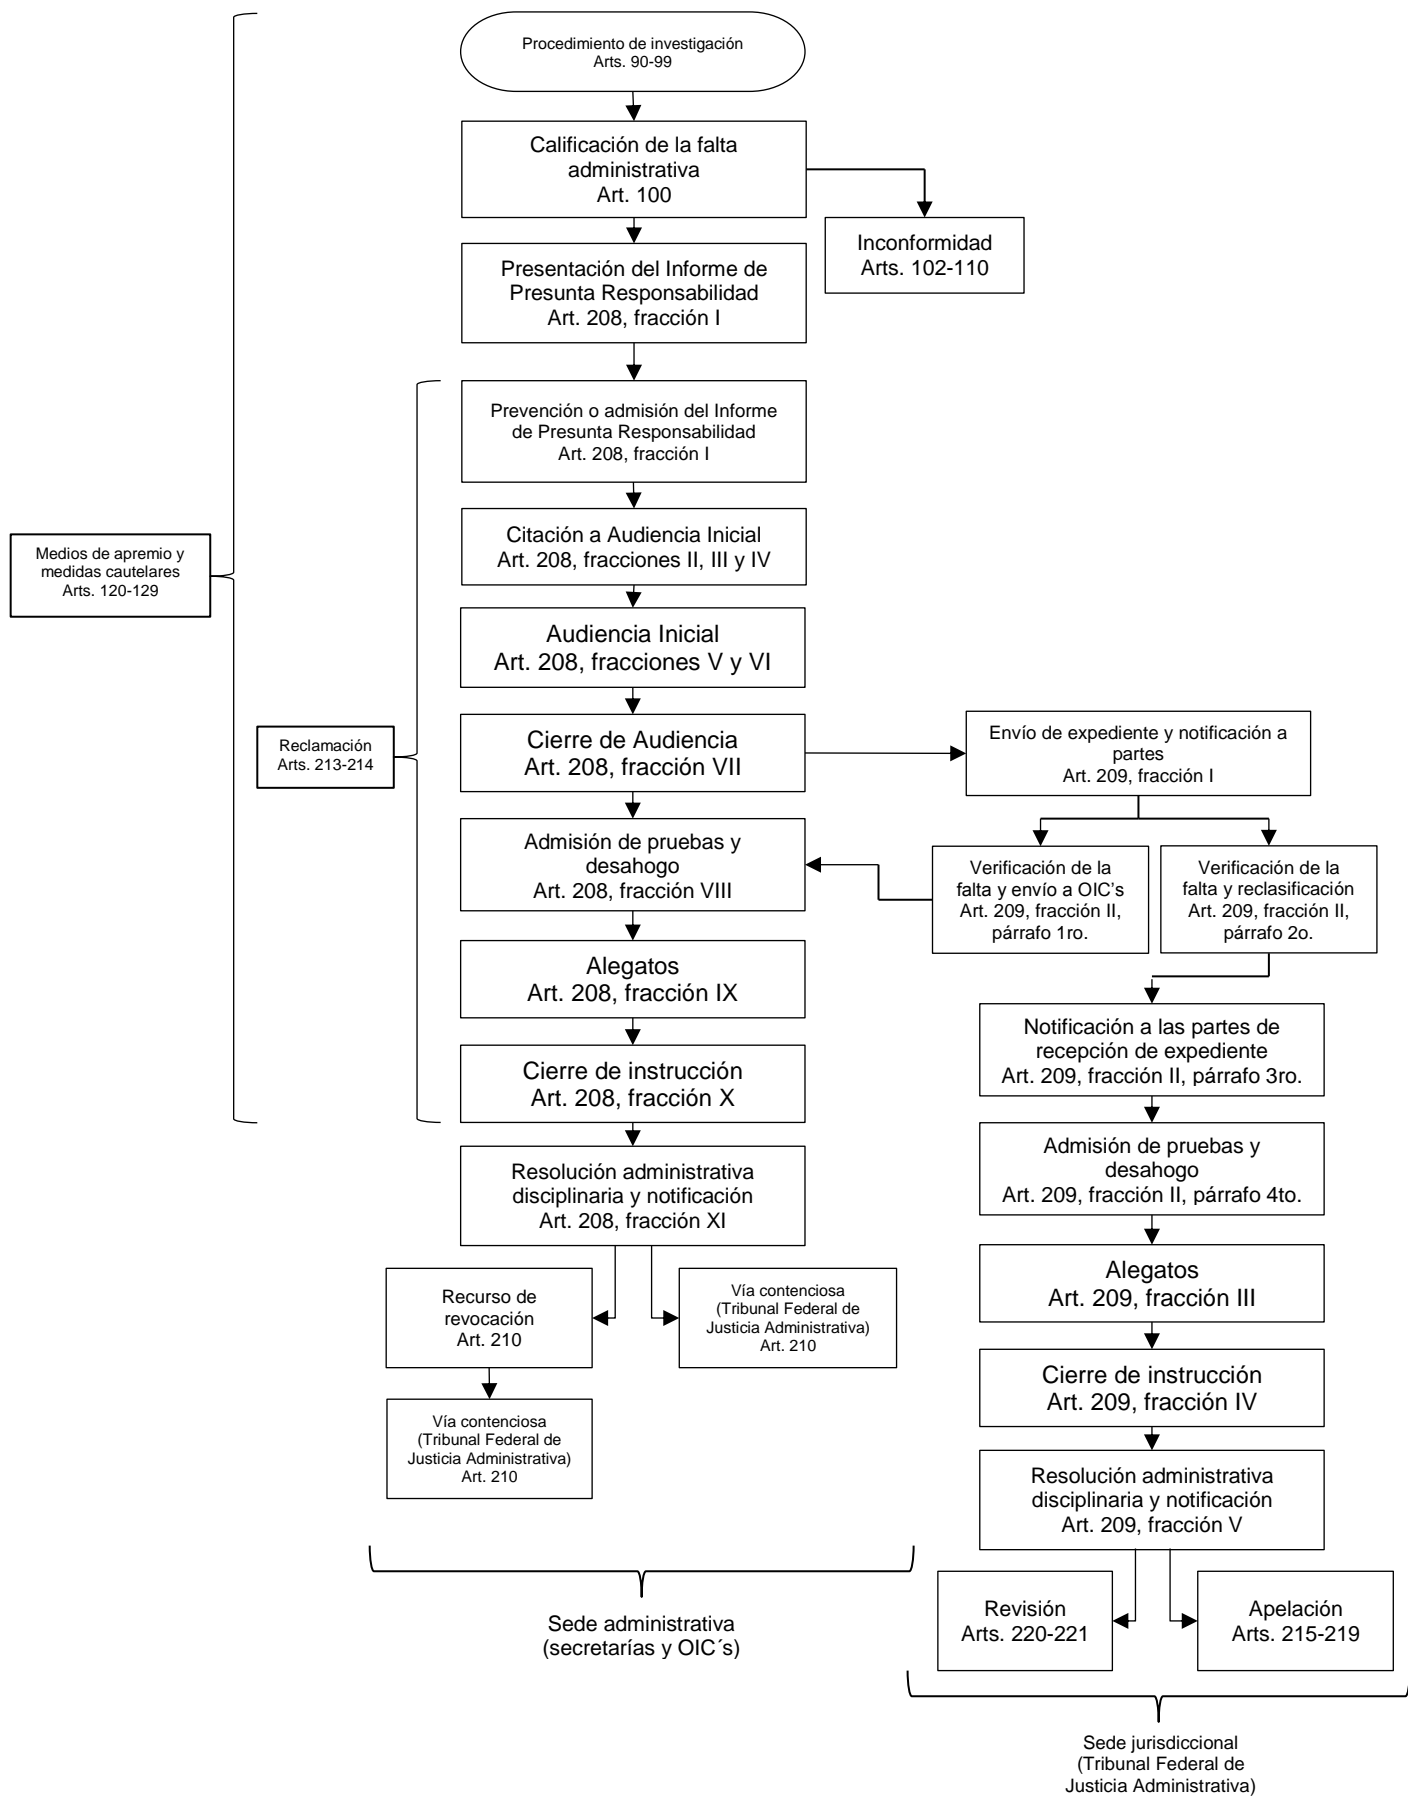 Procedimiento de investigación
Arts. 90-99
Calificación de la falta
administrativa
Art. 100
Inconformidad
Arts. 102-110
Presentación del Informe de
Presunta Responsabilidad
Art. 208, fracción I
Prevención o admisión del Informe
de Presunta Responsabilidad
Art. 208, fracción I
Citación a Audiencia Inicial
Art. 208, fracciones II, III y IV
Medios de apremio y
medidas cautelares
Arts. 120-129
Audiencia Inicial
Art. 208, fracciones V y VI
Reclamación
Arts. 213-214
Cierre de Audiencia
Art. 208, fracción VII
Envío de expediente y notificación a
partes
Art. 209, fracción I
Admisión de pruebas y
desahogo
Art. 208, fracción VIII
Verificación de la
falta y envío a OIC's
Art. 209, fracción II,
párrafo 1ro.
Verificación de la
falta y reclasificación
Art. 209, fracción II,
párrafo 2o.
Alegatos
Art. 208, fracción IX
Notificación a las partes de
recepción de expediente
Art. 209, fracción II, párrafo 3ro.
Cierre de instrucción
Art. 208, fracción X
Admisión de pruebas y
desahogo
Art. 209, fracción II, párrafo 4to.
Resolución administrativa
disciplinaria y notificación
Art. 208, fracción XI
Alegatos
Art. 209, fracción III
Recurso de
revocación
Art. 210
Vía contenciosa
(Tribunal Federal de
Justicia Administrativa)
Art. 210
Cierre de instrucción
Art. 209, fracción IV
Vía contenciosa
(Tribunal Federal de
Justicia Administrativa)
Art. 210
Resolución administrativa
disciplinaria y notificación
Art. 209, fracción V
Revisión
Arts. 220-221
Apelación
Arts. 215-219
Sede administrativa
(secretarías y OIC´s)
Sede jurisdiccional
(Tribunal Federal de
Justicia Administrativa)